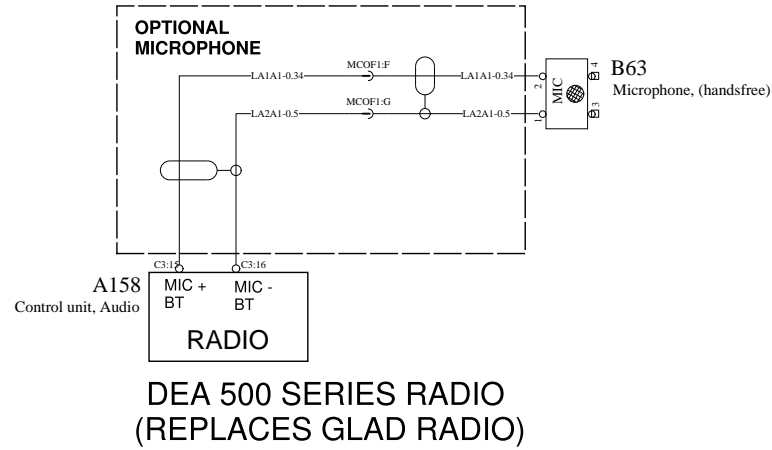 OPTIONAL
MICROPHONE
MCOF1:F
LA1A1-0.34
LA1A1-0.34
2
MIC
4
B63
Microphone, (handsfree)
MCOF1:G
LA2A1-0.5
LA2A1-0.5
1
3
C3:15
C3:16
A158
Control unit, Audio
MIC +
BT
MIC -
BT
RADIO
DEA 500 SERIES RADIO
(REPLACES GLAD RADIO)